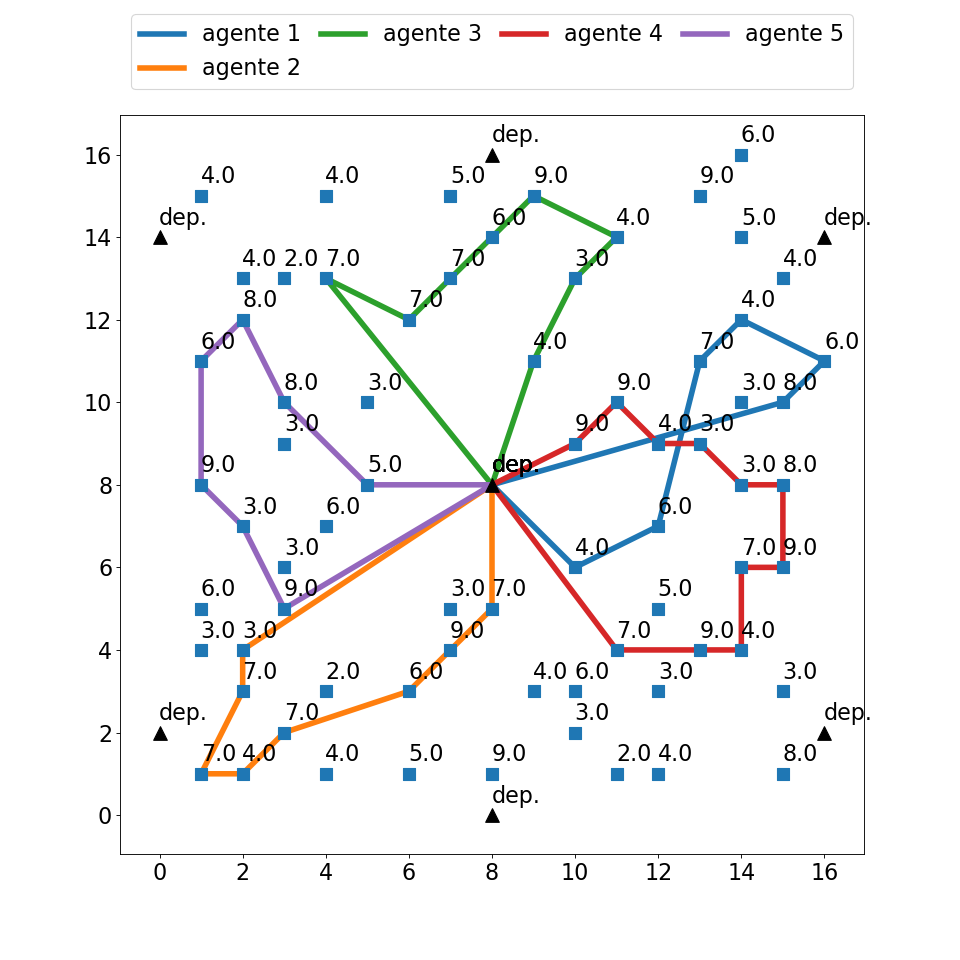 agente 1 agente 3 agente 4 agente 5
agente 2
dep. 6.0
16
4.0 4.0 5.0 9.0 9.0
dep. 6.0 4.0 5.0 dep.
14
4.0 2.0 7.0 7.0 3.0 4.0
8.0 7.0 4.0
12
6.0 4.0 7.0 6.0
8.0 3.0 9.0 3.0 8.0
10
3.0 9.0 4.0 3.0
9.0 5.0 dep. 3.0 8.0
8
3.0 6.0 6.0
3.0 4.0 7.0 9.0
6
6.0 9.0 3.0 7.0 5.0
3.0 3.0 9.0 7.0 9.0 4.0
4
7.0 2.0 6.0 4.0 6.0 3.0 3.0
dep. 7.0 3.0 dep.
2
7.0 4.0 4.0 5.0 9.0 2.0 4.0 8.0
dep.
0
0 2 4 6 8 10 12 14 16